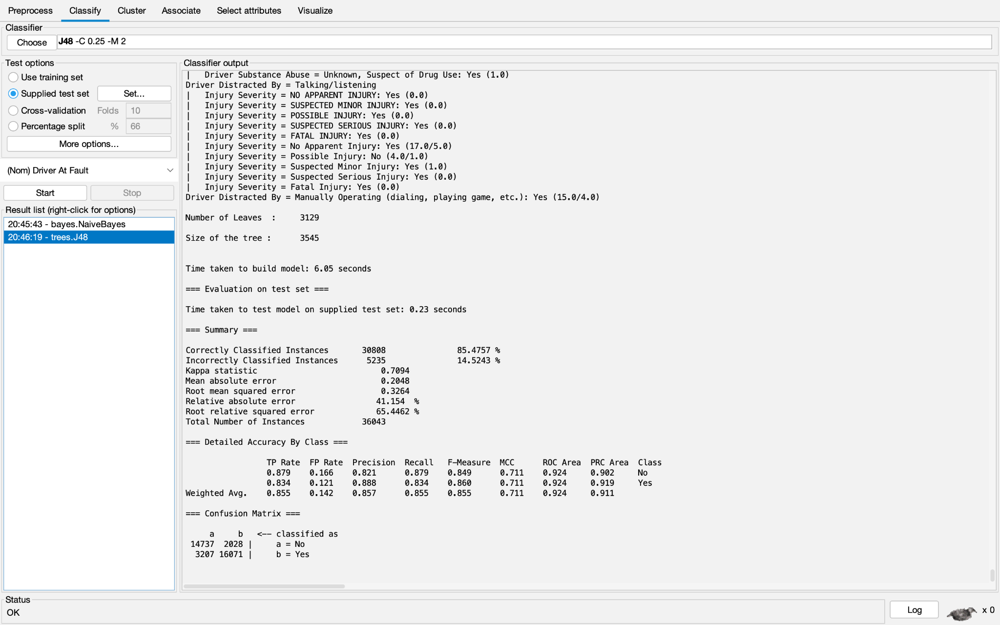 Preprocess Classify Cluster Associate Select attributes Visualize
Classifier
Choose J48 -C 0.25 -M 2
Test options
Use training set
Supplied test set Set...
Cross-validation Folds 10
Percentage split % 66
More options...
(Nom) Driver At Fault
Start Stop
Result list (right-click for options)
20:45:43 - bayes.NaiveBayes
20:46:19 - trees.J48
Classifier output
|   Driver Substance Abuse = Unknown, Suspect of Drug Use: Yes (1.0)
Driver Distracted By = Talking/listening
|   Injury Severity = NO APPARENT INJURY: Yes (0.0)
|   Injury Severity = SUSPECTED MINOR INJURY: Yes (0.0)
|   Injury Severity = POSSIBLE INJURY: Yes (0.0)
|   Injury Severity = SUSPECTED SERIOUS INJURY: Yes (0.0)
|   Injury Severity = FATAL INJURY: Yes (0.0)
|   Injury Severity = No Apparent Injury: Yes (17.0/5.0)
|   Injury Severity = Possible Injury: No (4.0/1.0)
|   Injury Severity = Suspected Minor Injury: Yes (1.0)
|   Injury Severity = Suspected Serious Injury: Yes (0.0)
|   Injury Severity = Fatal Injury: Yes (0.0)
Driver Distracted By = Manually Operating (dialing, playing game, etc.): Yes (15.0/4.0)
Number of Leaves  :     3129
Size of the tree :      3545
Time taken to build model: 6.05 seconds
=== Evaluation on test set ===
Time taken to test model on supplied test set: 0.23 seconds
=== Summary ===
Correctly Classified Instances       30808               85.4757 %
Incorrectly Classified Instances      5235               14.5243 %
Kappa statistic                          0.7094
Mean absolute error                      0.2048
Root mean squared error                  0.3264
Relative absolute error                 41.154  %
Root relative squared error             65.4462 %
Total Number of Instances            36043
=== Detailed Accuracy By Class ===
TP Rate  FP Rate  Precision  Recall   F-Measure  MCC      ROC Area  PRC Area  Class
0.879    0.166    0.821      0.879    0.849      0.711    0.924     0.902     No
0.834    0.121    0.888      0.834    0.860      0.711    0.924     0.919     Yes
Weighted Avg.    0.855    0.142    0.857      0.855    0.855      0.711    0.924     0.911
=== Confusion Matrix ===
a     b   <-- classified as
14737  2028 |     a = No
3207 16071 |     b = Yes
Status
OK
Log x 0